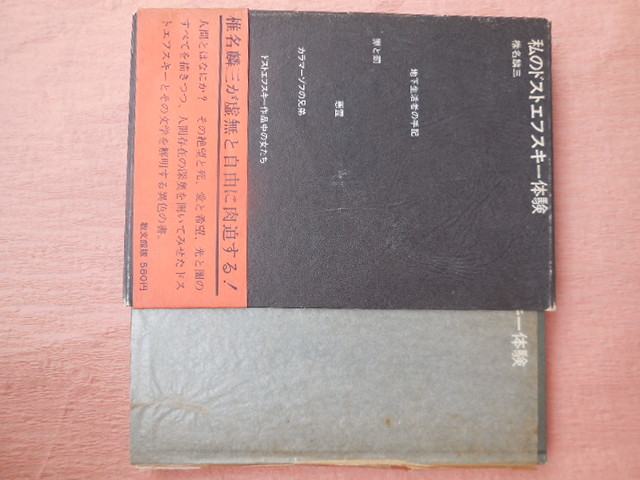 私のドストエフスキー体験
椎名麟三
地下生活者の手記
罪と罰
悪霊
カラマーゾフの兄弟
ドストエフスキー作品中の女たち
椎名麟三が虚無と自由に肉迫する!
人間とはなにか? その絶望と死、愛と希望、光と闇の
すべてを描きつつ、人間存在の深奥を開いてみせたドス
トエフスキーとその文学を解明する異色の書。
教文館版 560円
ー体験